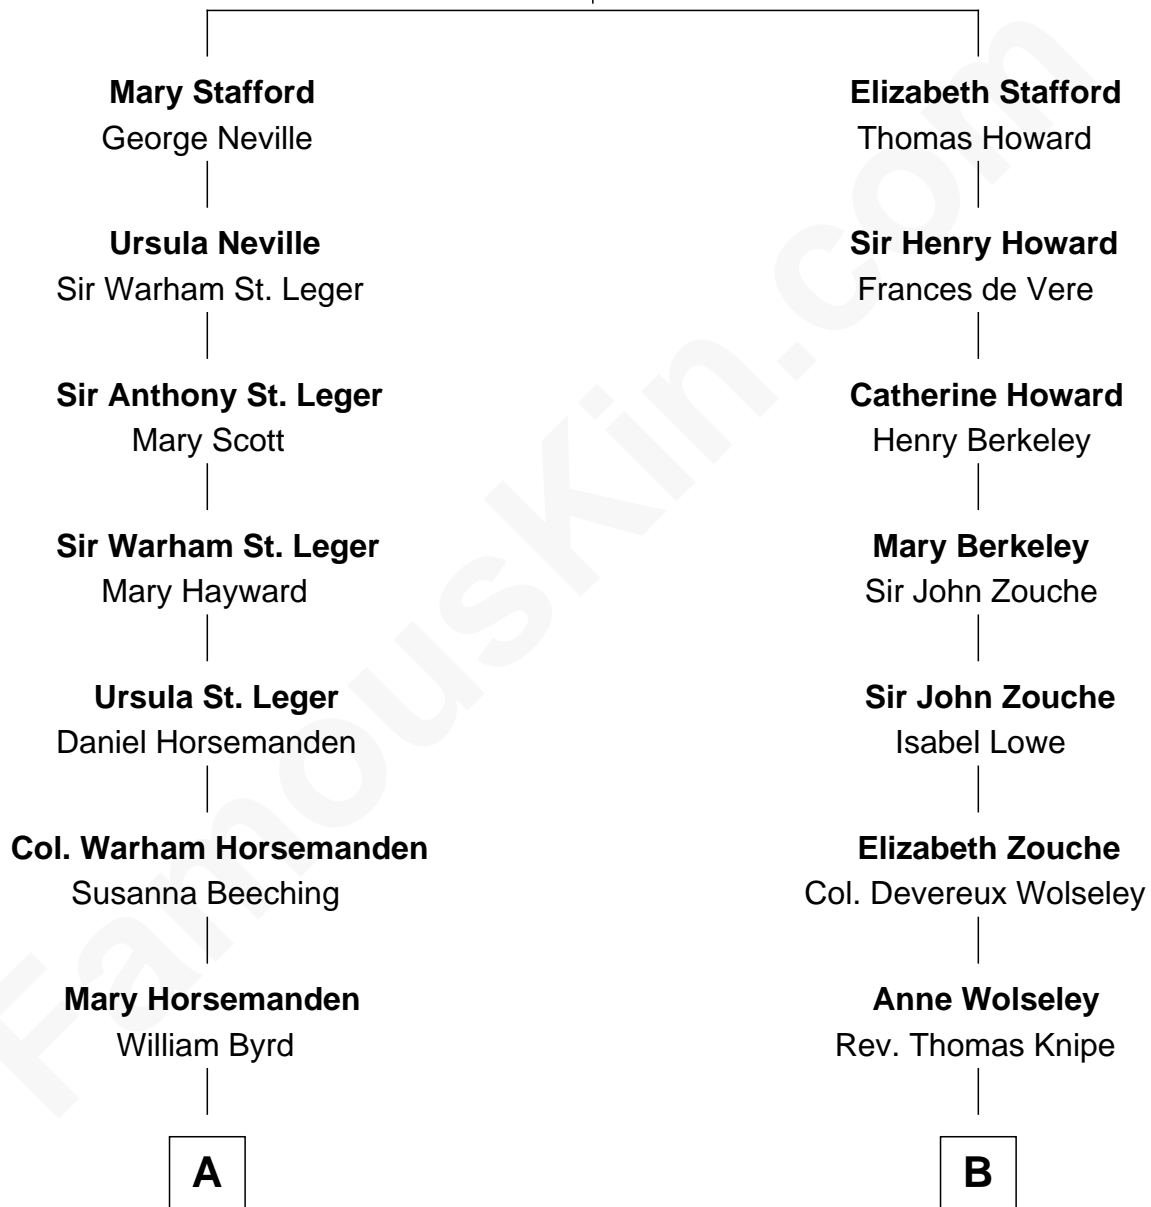 Mary Stafford
George Neville
Ursula Neville
Sir Warham St. Leger
Sir Anthony St. Leger
Mary Scott
Sir Warham St. Leger
Mary Hayward
Ursula St. Leger
Daniel Horsemanden
Col. Warham Horsemanden
Susanna Beeching
Mary Horsemanden
William Byrd
A
Elizabeth Stafford
Thomas Howard
Sir Henry Howard
Frances de Vere
Catherine Howard
Henry Berkeley
Mary Berkeley
Sir John Zouche
Sir John Zouche
Isabel Lowe
Elizabeth Zouche
Col. Devereux Wolseley
Anne Wolseley
Rev. Thomas Knipe
B
FamousKin.com